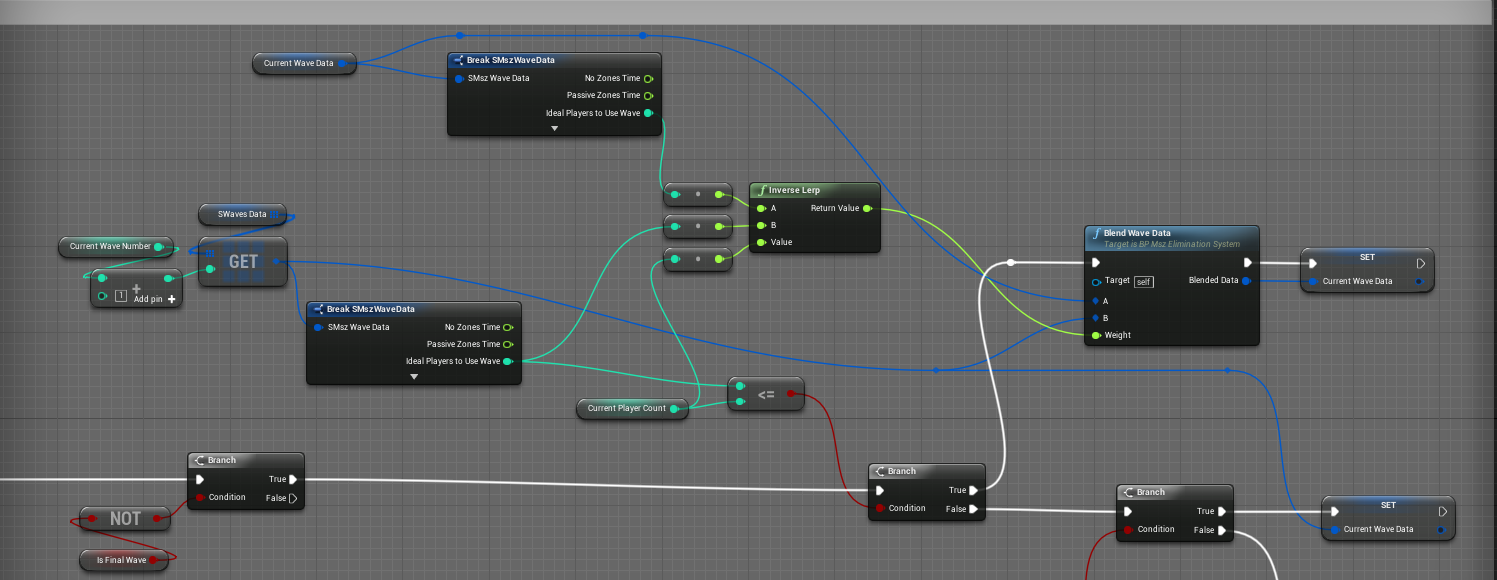 Current Wave Data
Break SMszWaveData
SMsz Wave Data
No Zones Time
Passive Zones Time
Ideal Players to Use Wave
Inverse Lerp
A
Return Value
B
Value
SWaves Data
Current Wave Number
GET
1
Add pin
Break SMszWaveData
SMsz Wave Data
No Zones Time
Passive Zones Time
Ideal Players to Use Wave
Blend Wave Data
Target is BP Msz Elimination System
Target
self
Blended Data
A
B
Weight
SET
Current Wave Data
Current Player Count
<=
Branch
True
Condition
False
NOT
Is Final Wave
Branch
True
Condition
False
Branch
True
Condition
False
SET
Current Wave Data